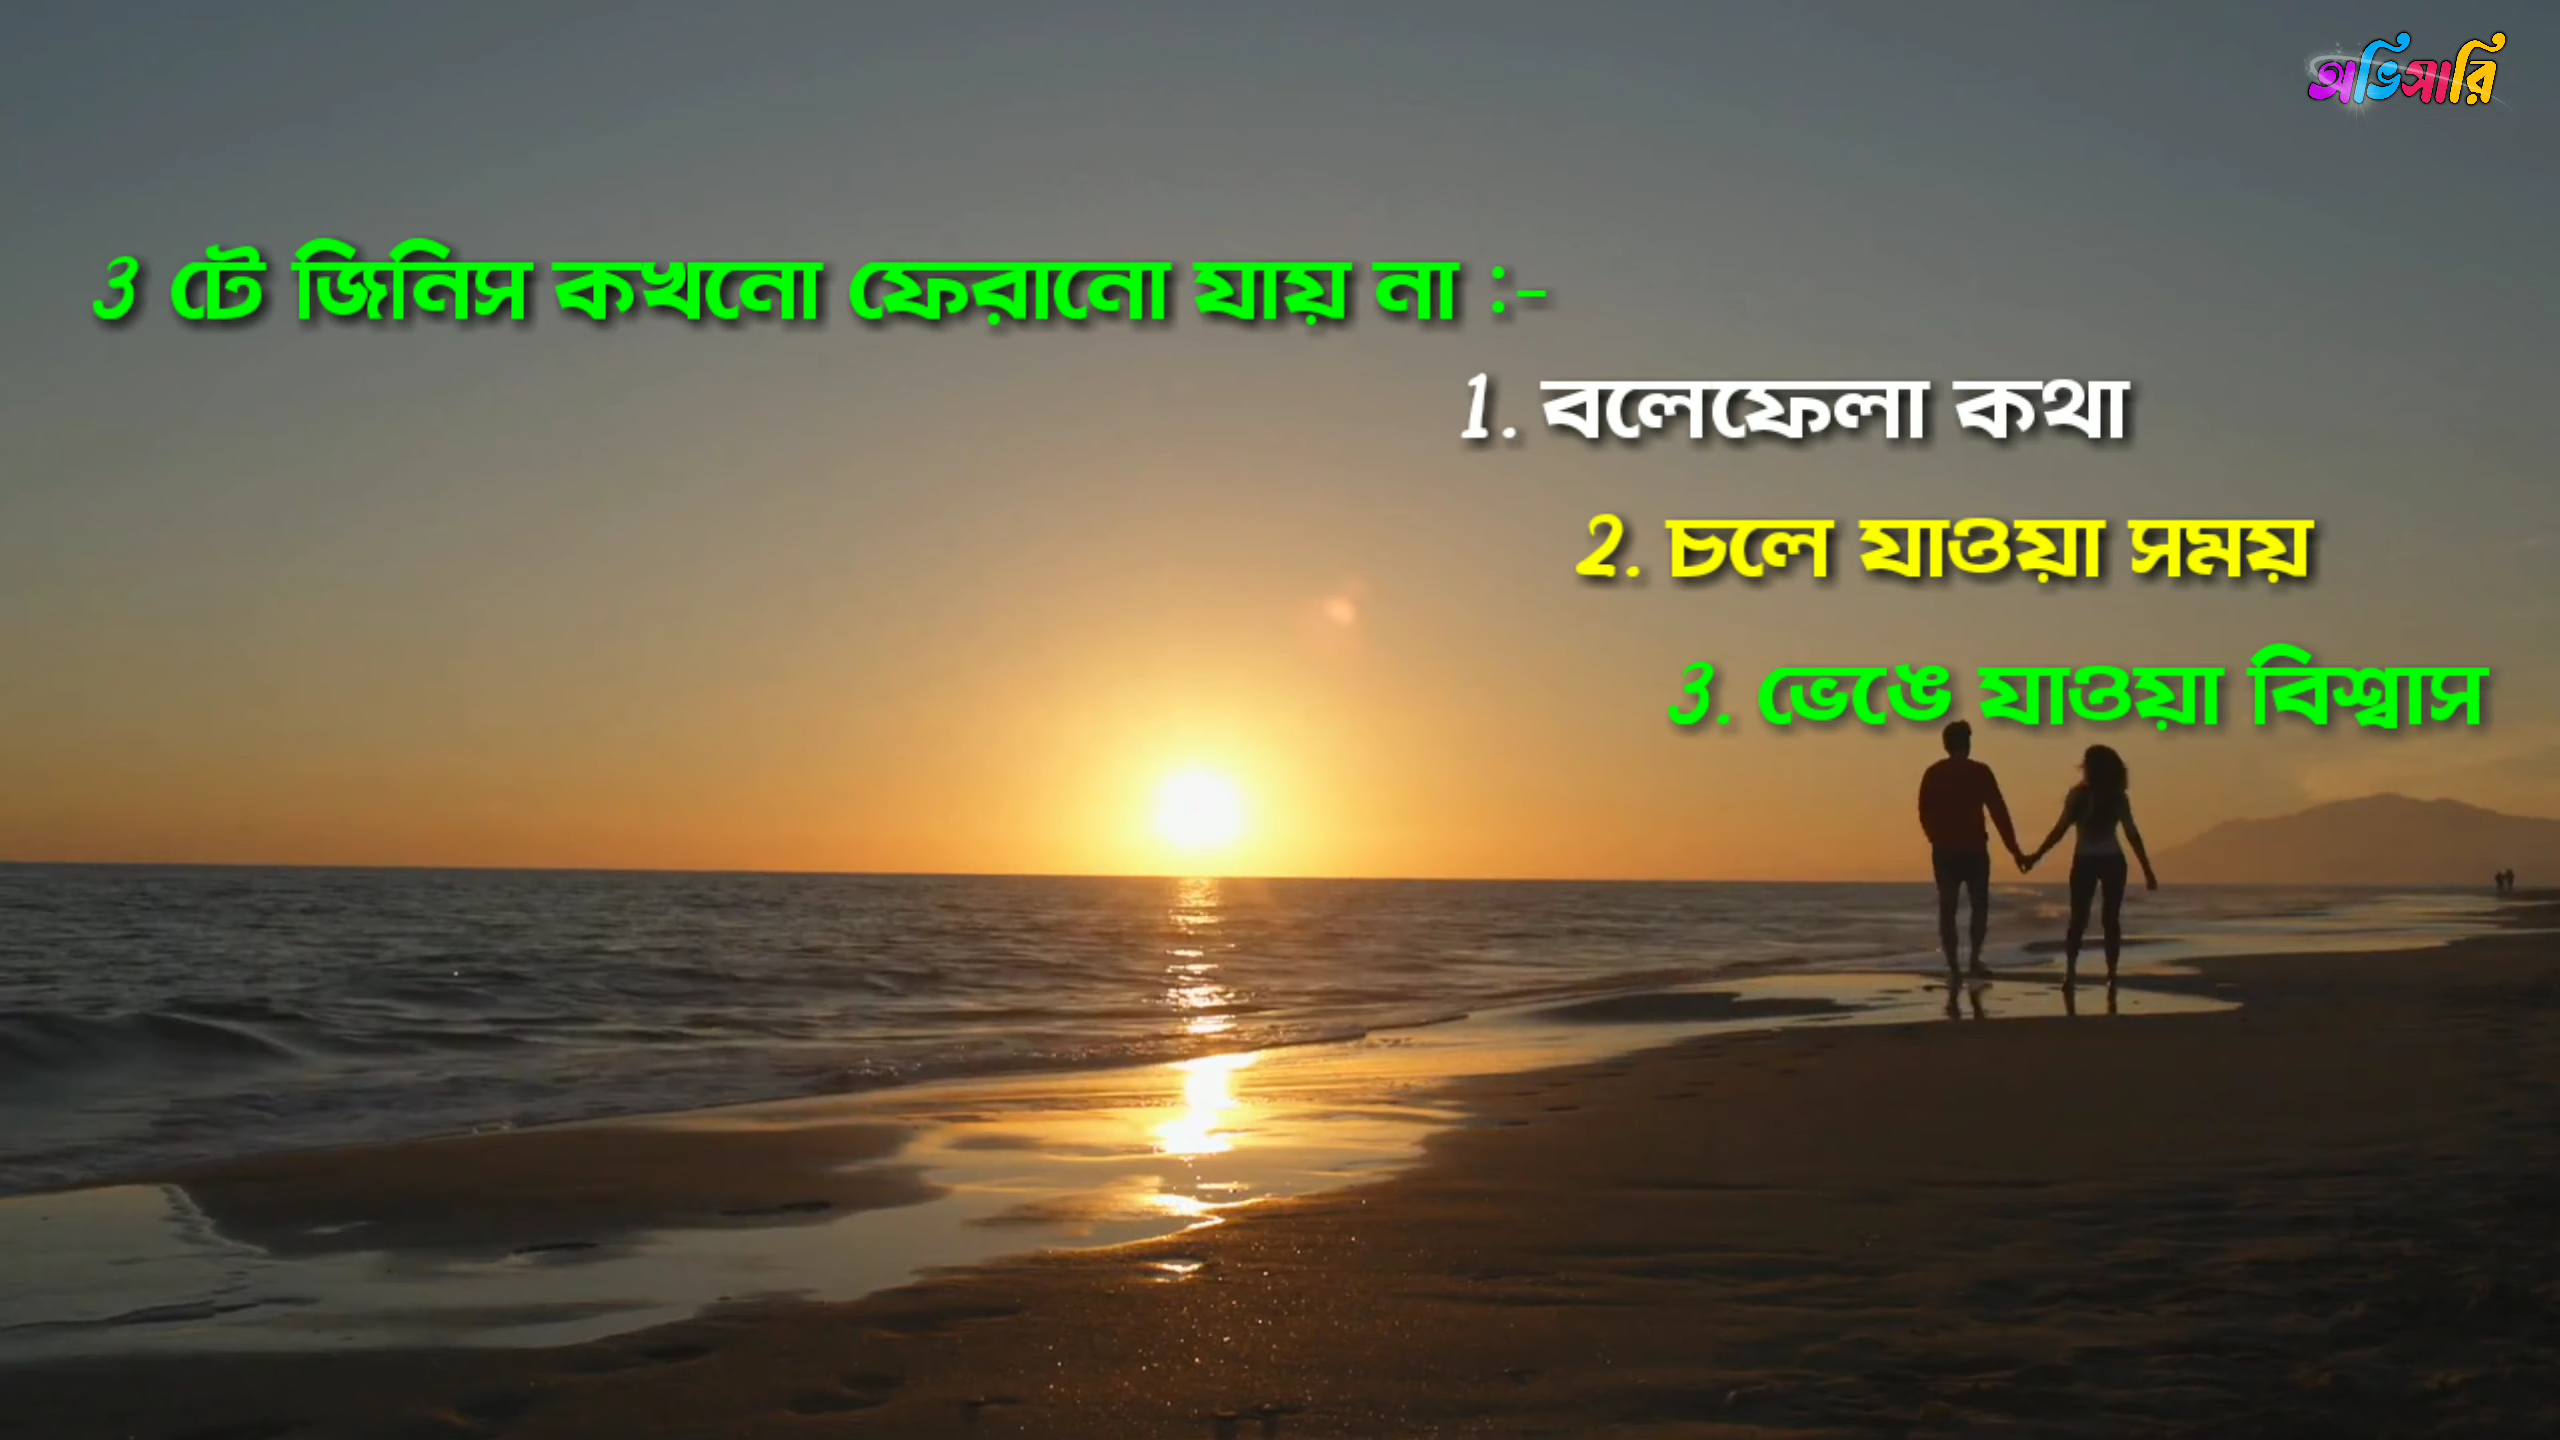 অভিসারি
3 টে জিনিস কখনো ফেরানো যায় না :-
1. বলেফেলা কথা
2. চলে যাওয়া সময়
3. ভেঙে যাওয়া বিশ্বাস